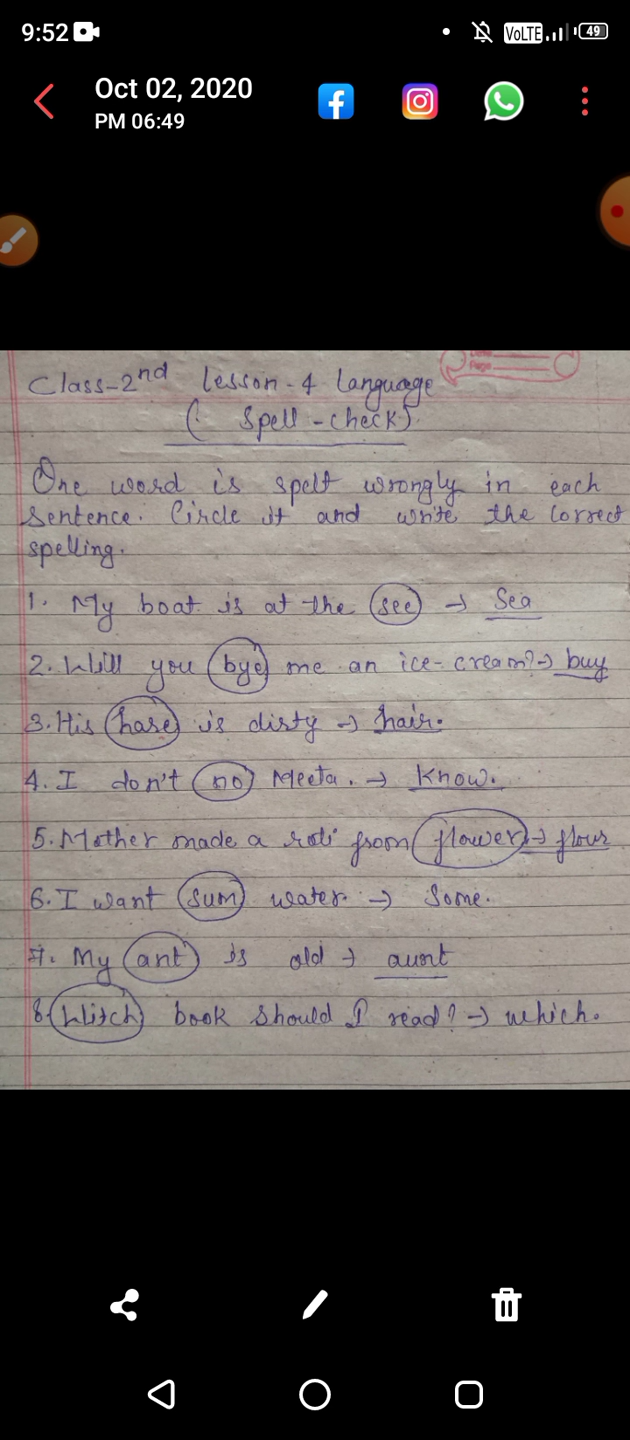 9:52
VoLTE
49
Oct 02, 2020
PM 06:49
Class-2nd Lesson-4 Language
( Spell-check).
One word is spelt wrongly in each
sentence. Circle it and write the correct
spelling.
1. My boat is at the see → Sea
2. Will you bye me an ice-cream? → buy
3. His hare is dirty → hair.
4. I don't no Meeta. → Know.
5. Mother made a roti from flower → flour
6. I want sum water → Some.
7. My ant is old → aunt
8. Witch book should I read? → which.